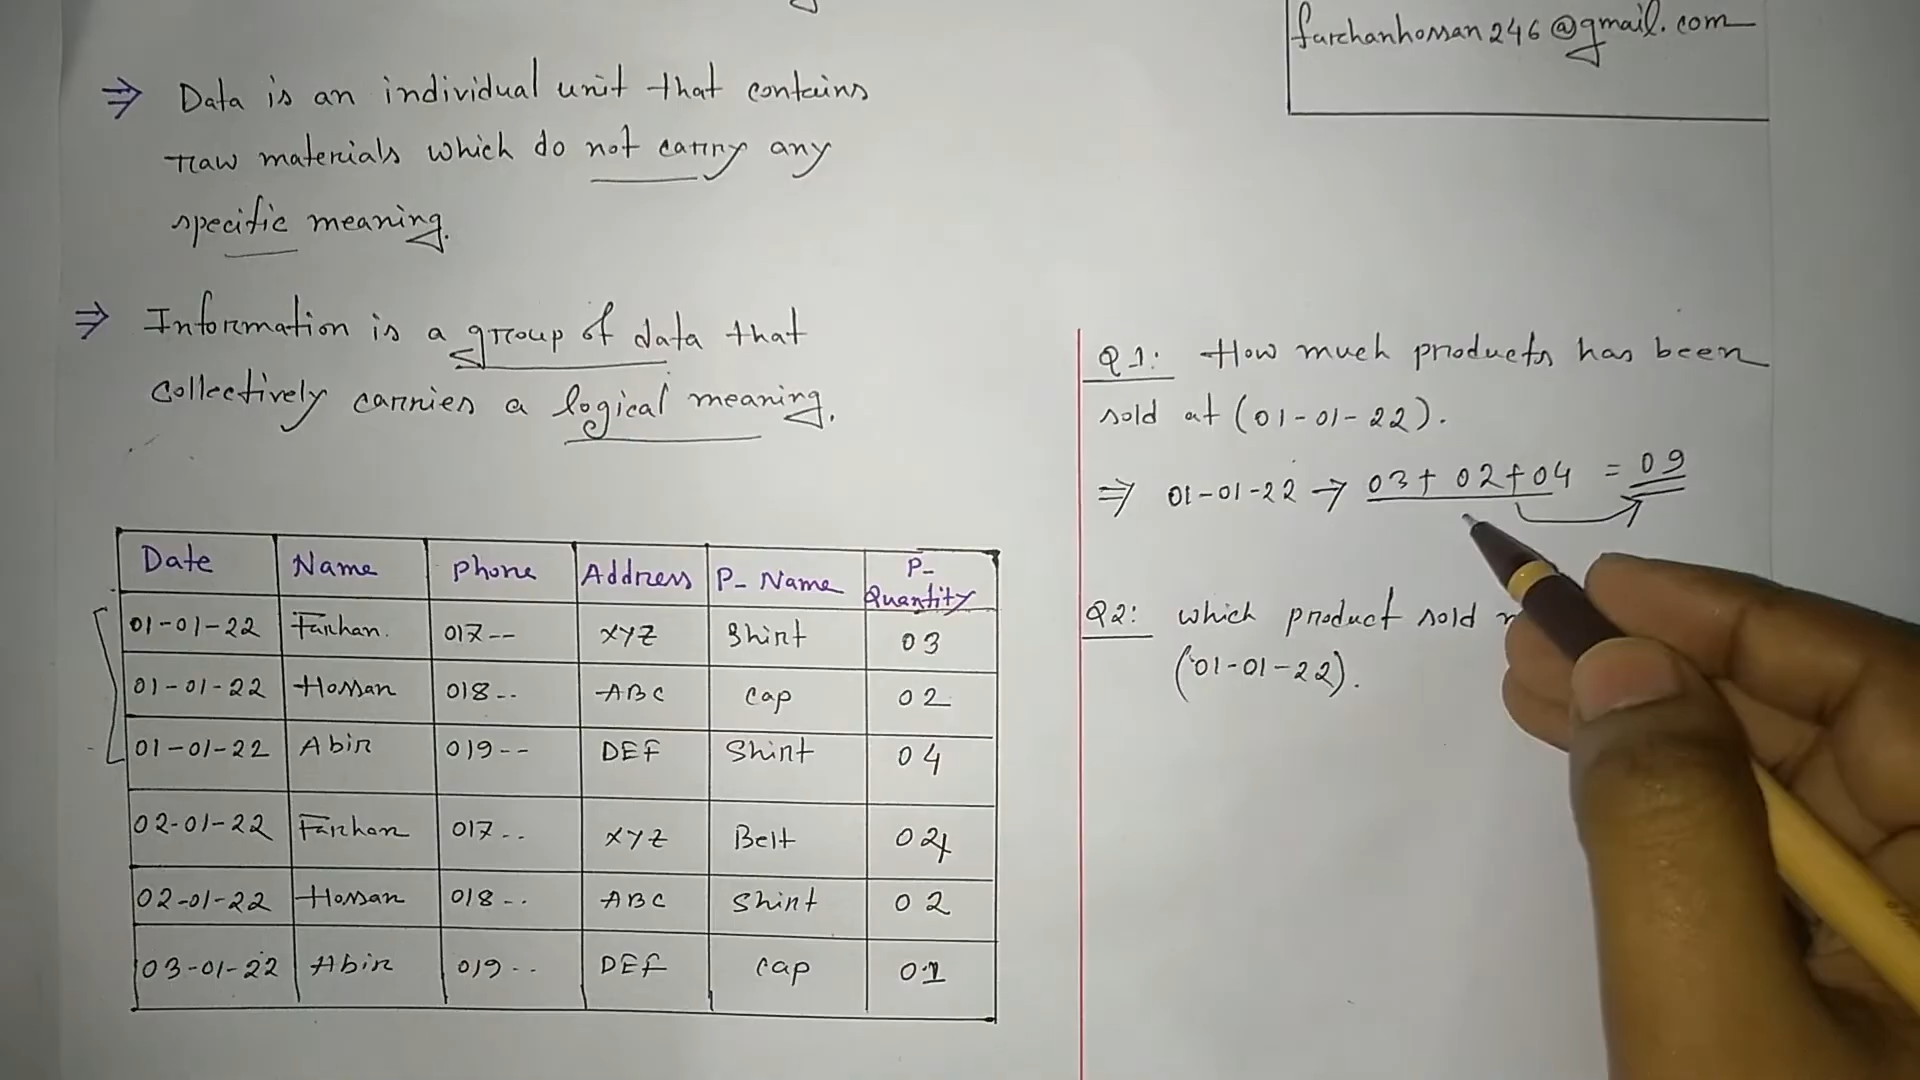 farhanhossan246@gmail.com
⇒ Data is an individual unit that contains
raw materials which do not carry any
specific meaning.
⇒ Information is a group of data that
collectively carries a logical meaning.
Q1: How much products has been
sold at (01-01-22).
⇒ 01-01-22 → 03+ 02+04 = 09
Q2: which product sold
(01-01-22).
Date Name phone Address P- Name P- Quantity
01-01-22 Farhan. 017-- XYZ Shirt 03
01-01-22 Hossan 018-- ABC cap 02
01-01-22 Abir 019-- DEF Shirt 04
02-01-22 Farhan 017-- XYZ Belt
02-01-22 Hossan 018-- ABC Shirt 02
03-01-22 Abir 019-- DEF cap 01